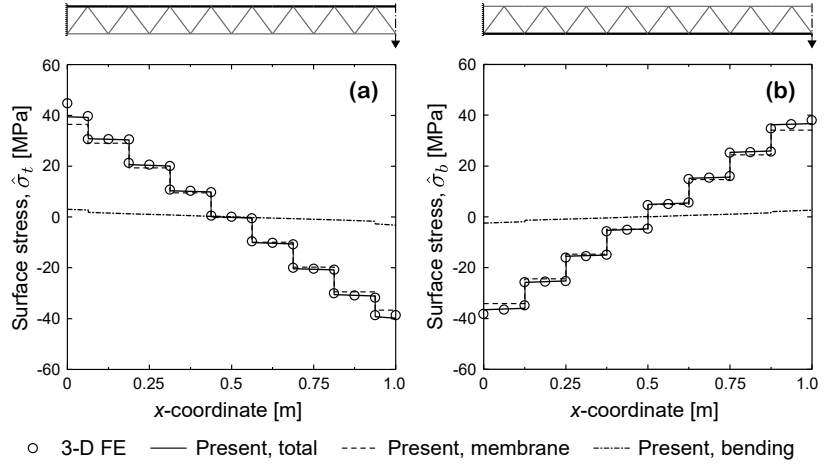 (a)
Surface stress, σ̂t [MPa]
60
40
20
0
-20
-40
-60
0
0.25
0.5
0.75
1.0
x-coordinate [m]
(b)
Surface stress, σ̂b [MPa]
60
40
20
0
-20
-40
-60
0
0.25
0.5
0.75
1.0
x-coordinate [m]
3-D FE
Present, total
Present, membrane
Present, bending